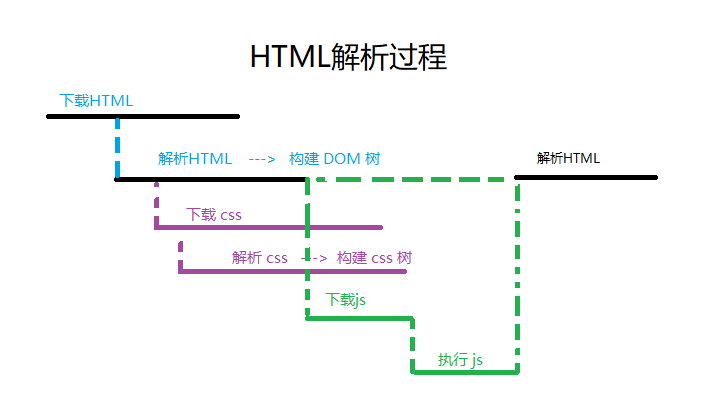 HTML解析过程
下载HTML
解析HTML ---> 构建 DOM 树
解析HTML
下载 css
解析 css ---> 构建 css 树
下载js
执行 js